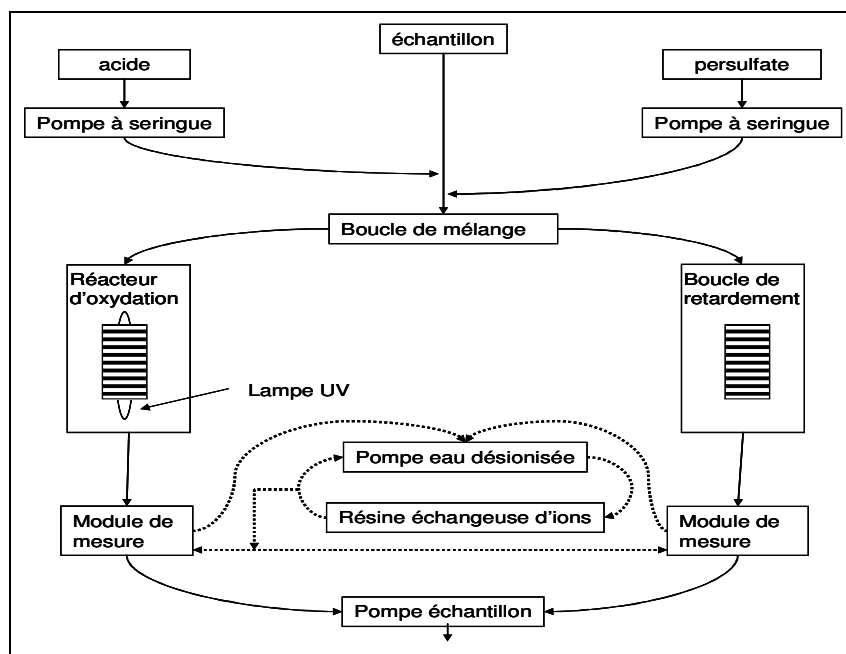 échantillon
acide
persulfate
Pompe à seringue
Pompe à seringue
Boucle de mélange
Réacteur
d'oxydation
Boucle de
retardement
Lampe UV
Pompe eau désionisée
Résine échangeuse d'ions
Module de
mesure
Module de
mesure
Pompe échantillon